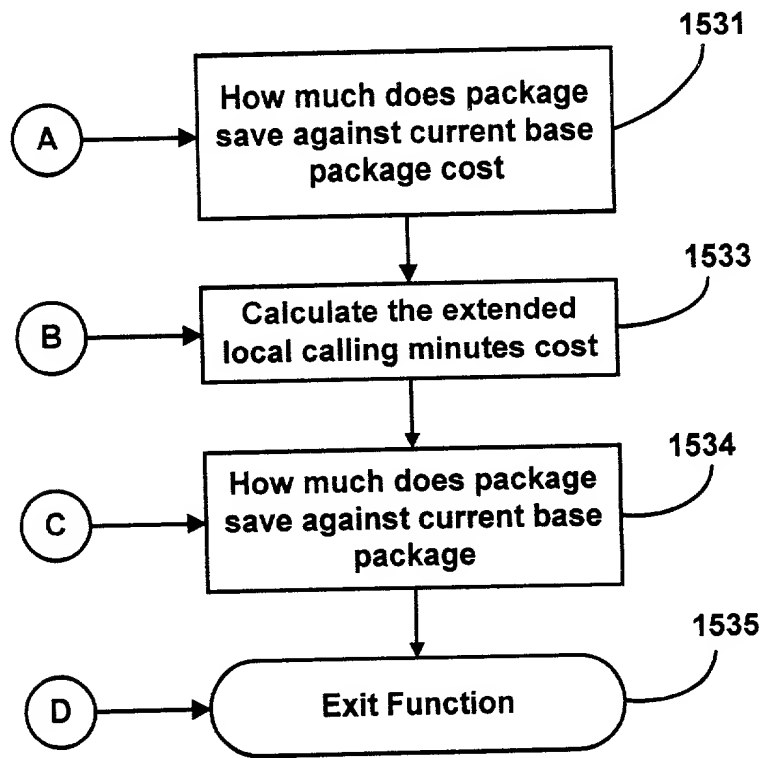 1531
How much does package
save against current base
package cost
A
1533
Calculate the extended
local calling minutes cost
B
1534
How much does package
save against current base
package
C
1535
Exit Function
D